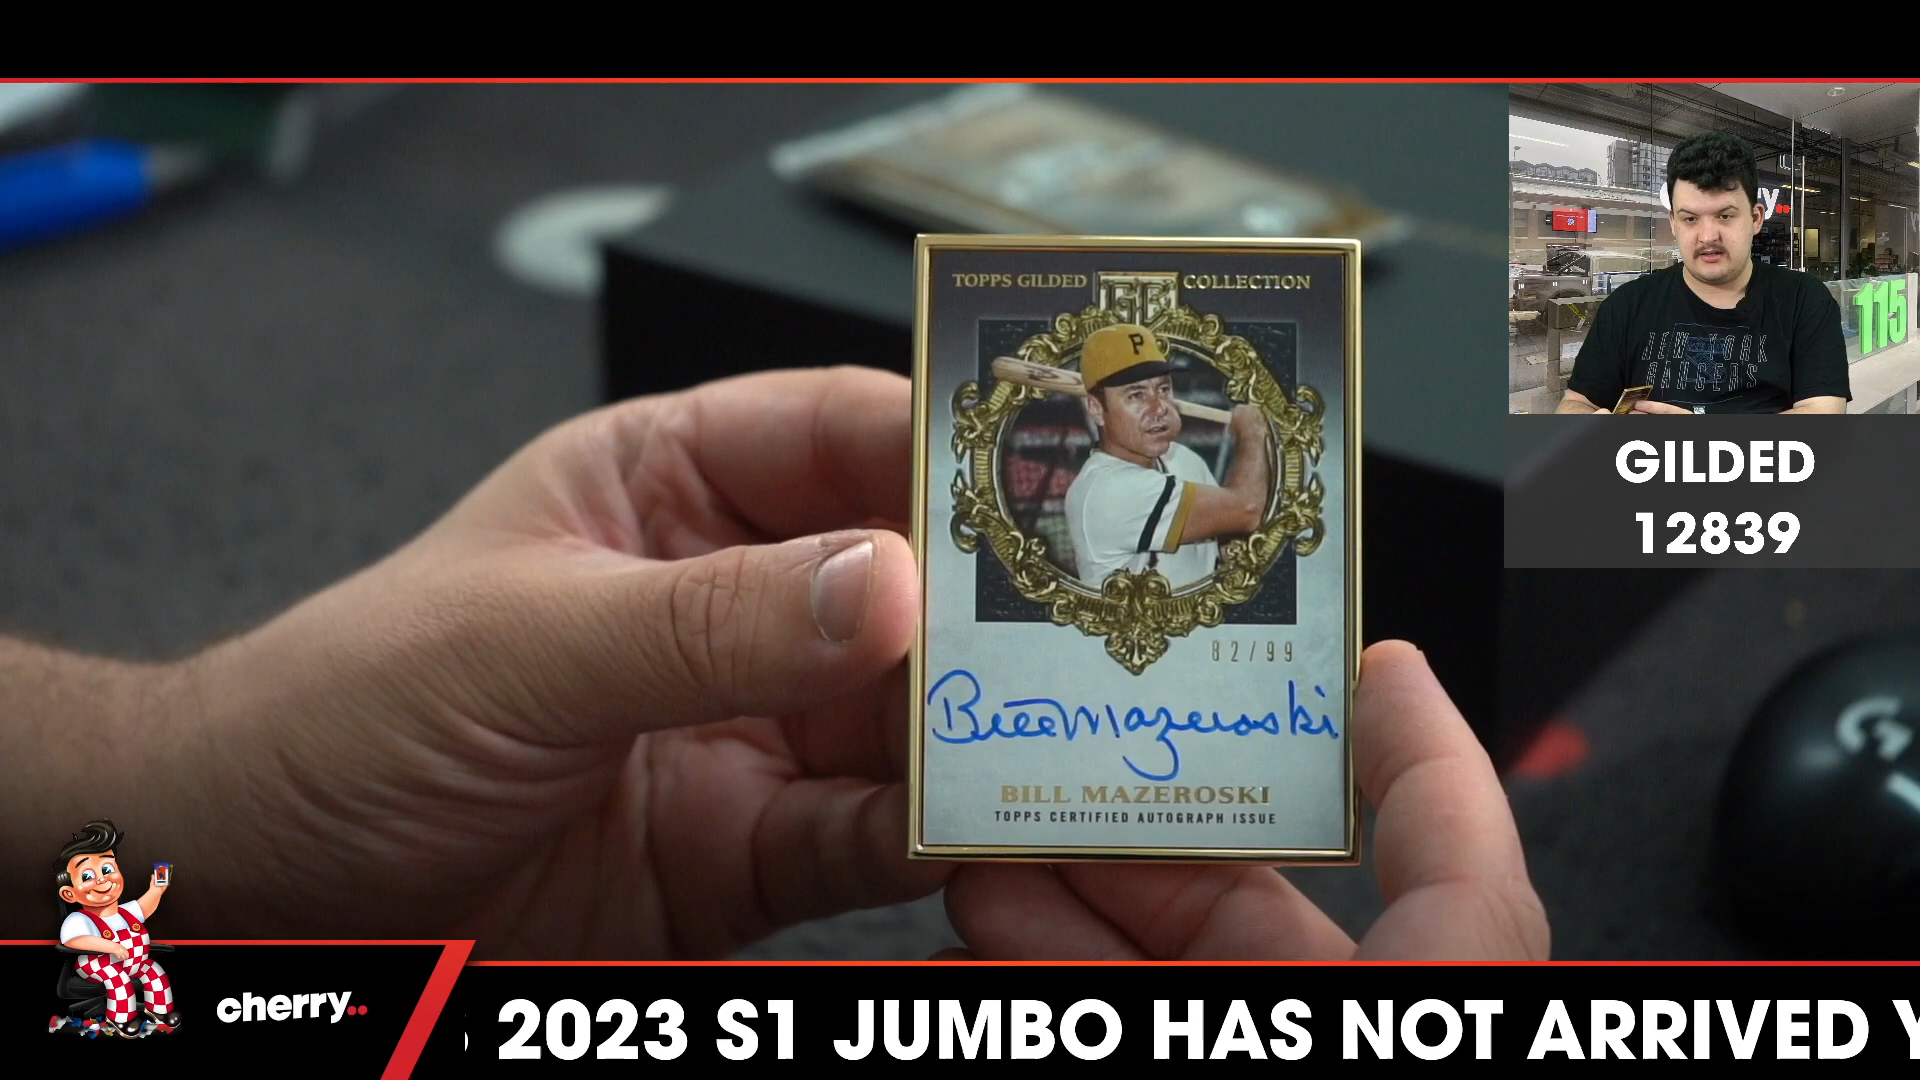 TOPPS GILDED COLLECTION
P
82/99
Bill Mazeroski
BILL MAZEROSKI
TOPPS CERTIFIED AUTOGRAPH ISSUE
NEW YORK
RANGERS
115
GILDED
12839
cherry..
2023 S1 JUMBO HAS NOT ARRIVED